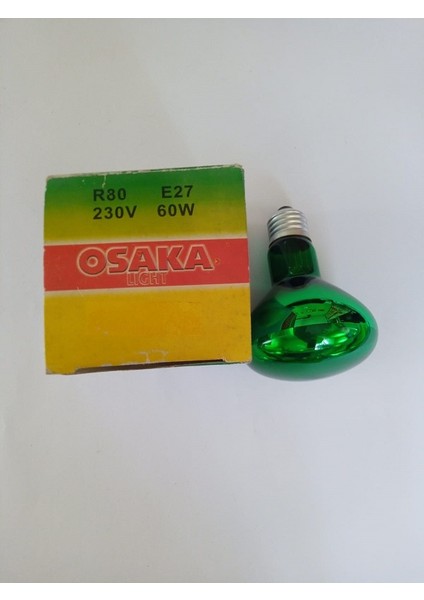 R80 E27
230V 60W
OSAKA
LIGHT